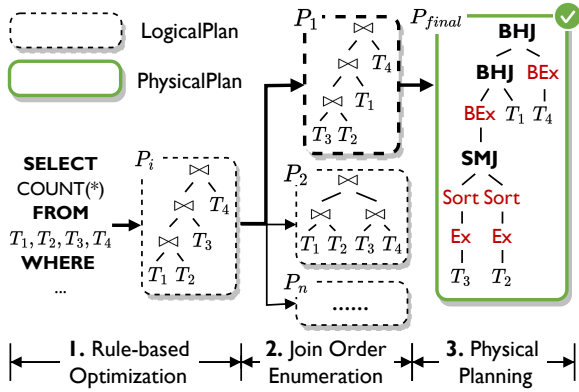 LogicalPlan
PhysicalPlan
SELECT
COUNT(*)
FROM
T1, T2, T3, T4
WHERE
...
Pi
⋈
⋈ T4
⋈ T3
T1 T2
P1
⋈
⋈ T4
⋈ T1
T3 T2
P2
⋈
⋈ ⋈
T1 T2 T3 T4
Pn
......
Pfinal
BHJ
BHJ BEx
BEx T1 T4
SMJ
Sort Sort
Ex Ex
T3 T2
1. Rule-based
Optimization
2. Join Order
Enumeration
3. Physical
Planning